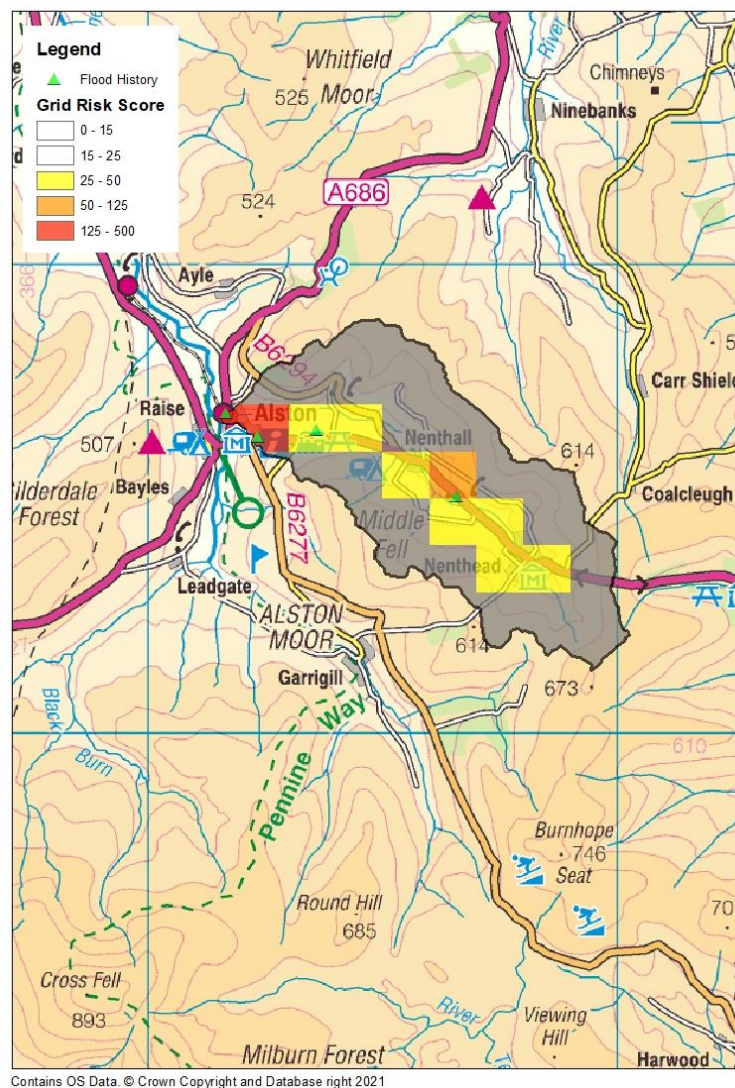 Legend
Flood History
Grid Risk Score
0 - 15
15 - 25
25 - 50
50 - 125
125 - 500
Whitfield
Moor
525
River
Chimneys
Ninebanks
A686
524
Ayle
B6294
Carr Shield
Raise
Alston
507
Nenthall
614
Bayles
Coalcleugh
Forest
B6277
Middle
Fell
Nenthead
Leadgate
ALSTON
MOOR
614
Garrigill
673
Black
Burn
Pennine Way
610
Burnhope
746
Seat
Round Hill
685
70
Cross Fell
893
River
Viewing
Hill
Milburn Forest
Harwood
Contains OS Data. © Crown Copyright and Database right 2021